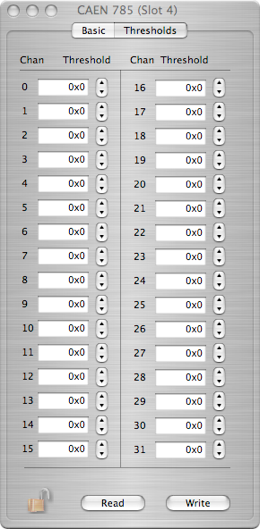 CAEN 785 (Slot 4)
Basic Thresholds
Chan Threshold Chan Threshold
0 0x0 16 0x0
1 0x0 17 0x0
2 0x0 18 0x0
3 0x0 19 0x0
4 0x0 20 0x0
5 0x0 21 0x0
6 0x0 22 0x0
7 0x0 23 0x0
8 0x0 24 0x0
9 0x0 25 0x0
10 0x0 26 0x0
11 0x0 27 0x0
12 0x0 28 0x0
13 0x0 29 0x0
14 0x0 30 0x0
15 0x0 31 0x0
Read Write